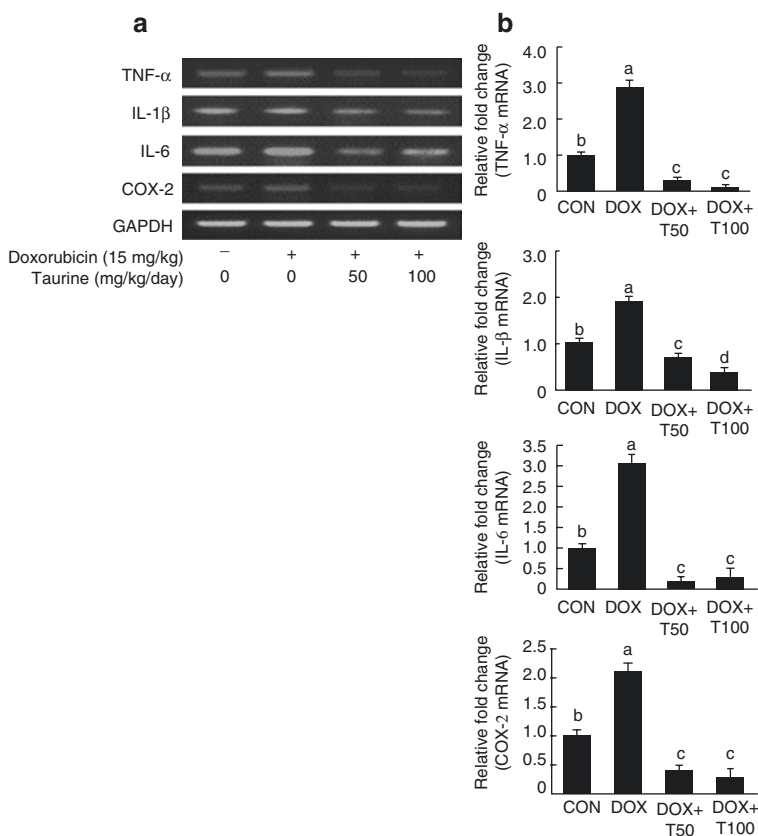 a
TNF-α
IL-1β
IL-6
COX-2
GAPDH
Doxorubicin (15 mg/kg) – + + +
Taurine (mg/kg/day) 0 0 50 100
b
Relative fold change
(TNF-α mRNA)
4.0
3.0
2.0
1.0
0
b
a
c
c
CON DOX DOX+ DOX+
T50 T100
Relative fold change
(IL-β mRNA)
3.0
2.0
1.0
0
b
a
c
d
CON DOX DOX+ DOX+
T50 T100
Relative fold change
(IL-6 mRNA)
3.5
3.0
2.5
2.0
1.5
1.0
0.5
0
b
a
c
c
CON DOX DOX+ DOX+
T50 T100
Relative fold change
(COX-2 mRNA)
2.5
2.0
1.5
1.0
0.5
0
b
a
c
c
CON DOX DOX+ DOX+
T50 T100